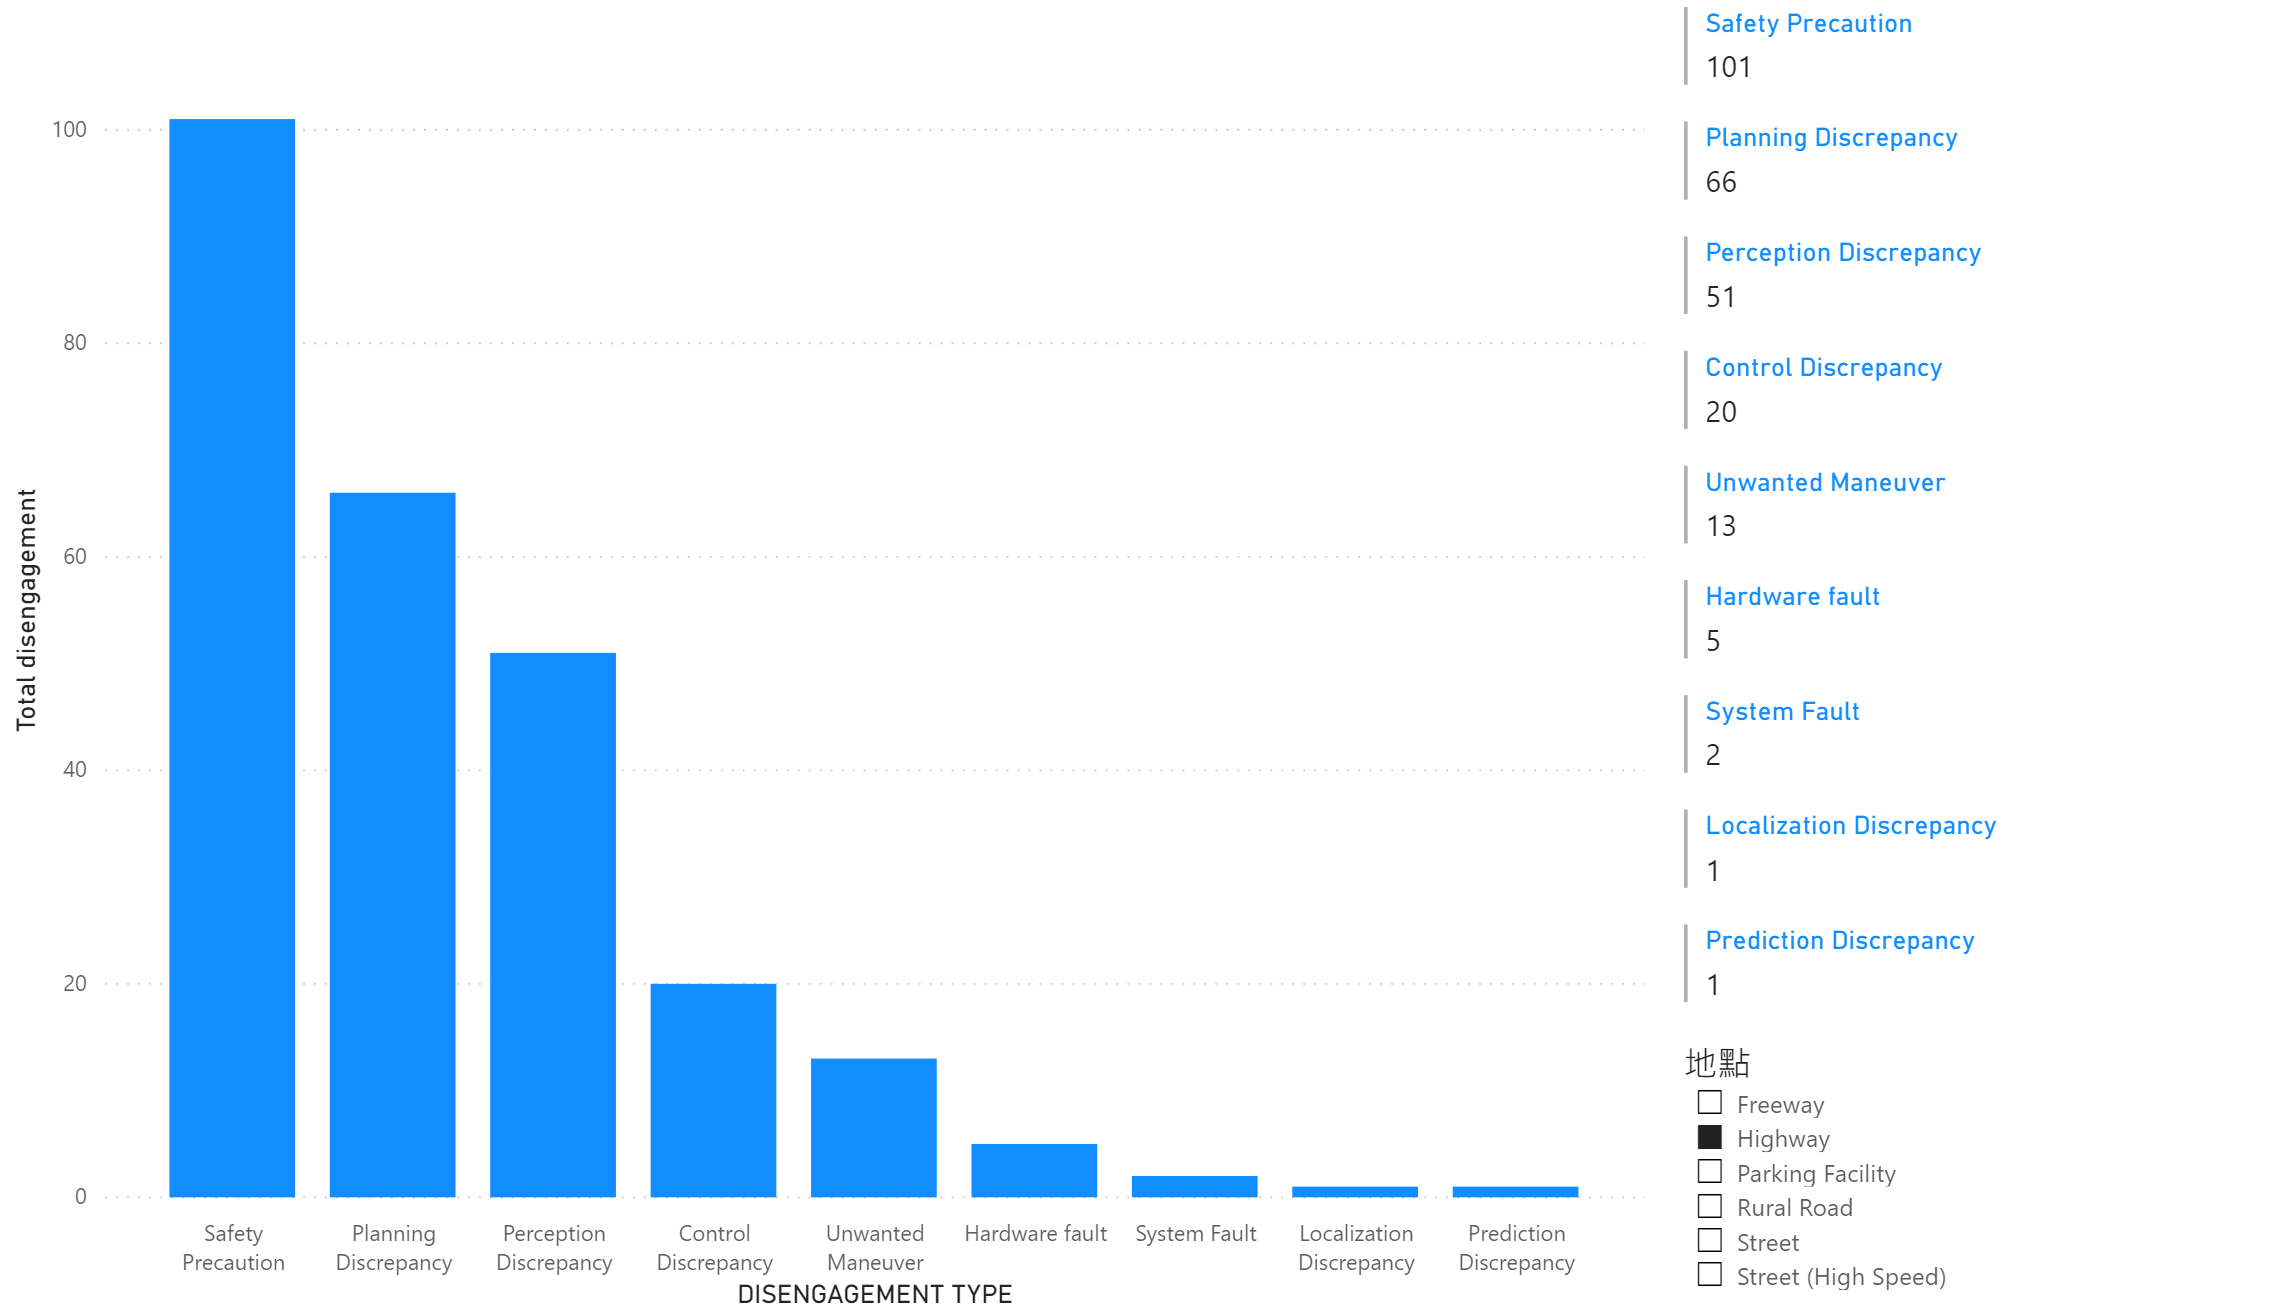 Total disengagement
100
80
60
40
20
0
Safety
Precaution
Planning
Discrepancy
Perception
Discrepancy
Control
Discrepancy
Unwanted
Maneuver
Hardware fault
System Fault
Localization
Discrepancy
Prediction
Discrepancy
DISENGAGEMENT TYPE
Safety Precaution
101
Planning Discrepancy
66
Perception Discrepancy
51
Control Discrepancy
20
Unwanted Maneuver
13
Hardware fault
5
System Fault
2
Localization Discrepancy
1
Prediction Discrepancy
1
地點
Freeway
Highway
Parking Facility
Rural Road
Street
Street (High Speed)